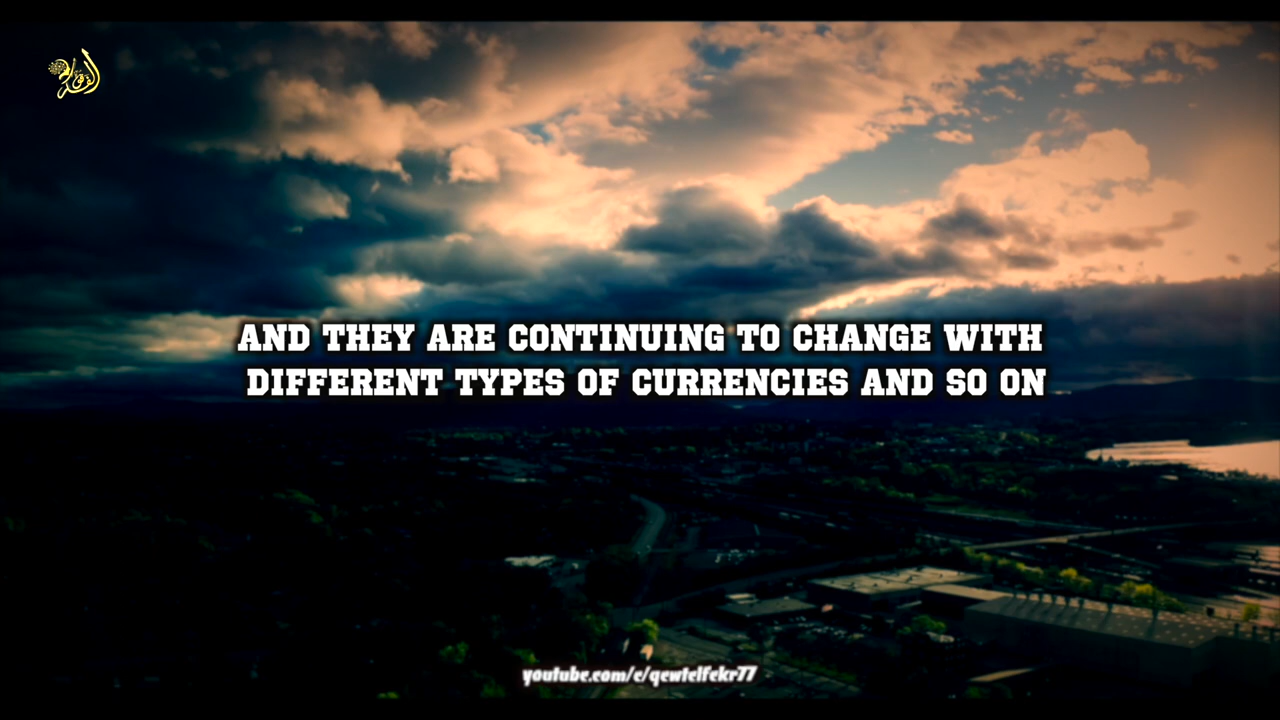 AND THEY ARE CONTINUING TO CHANGE WITH
DIFFERENT TYPES OF CURRENCIES AND SO ON
youtube.com/c/qewtelfekr77